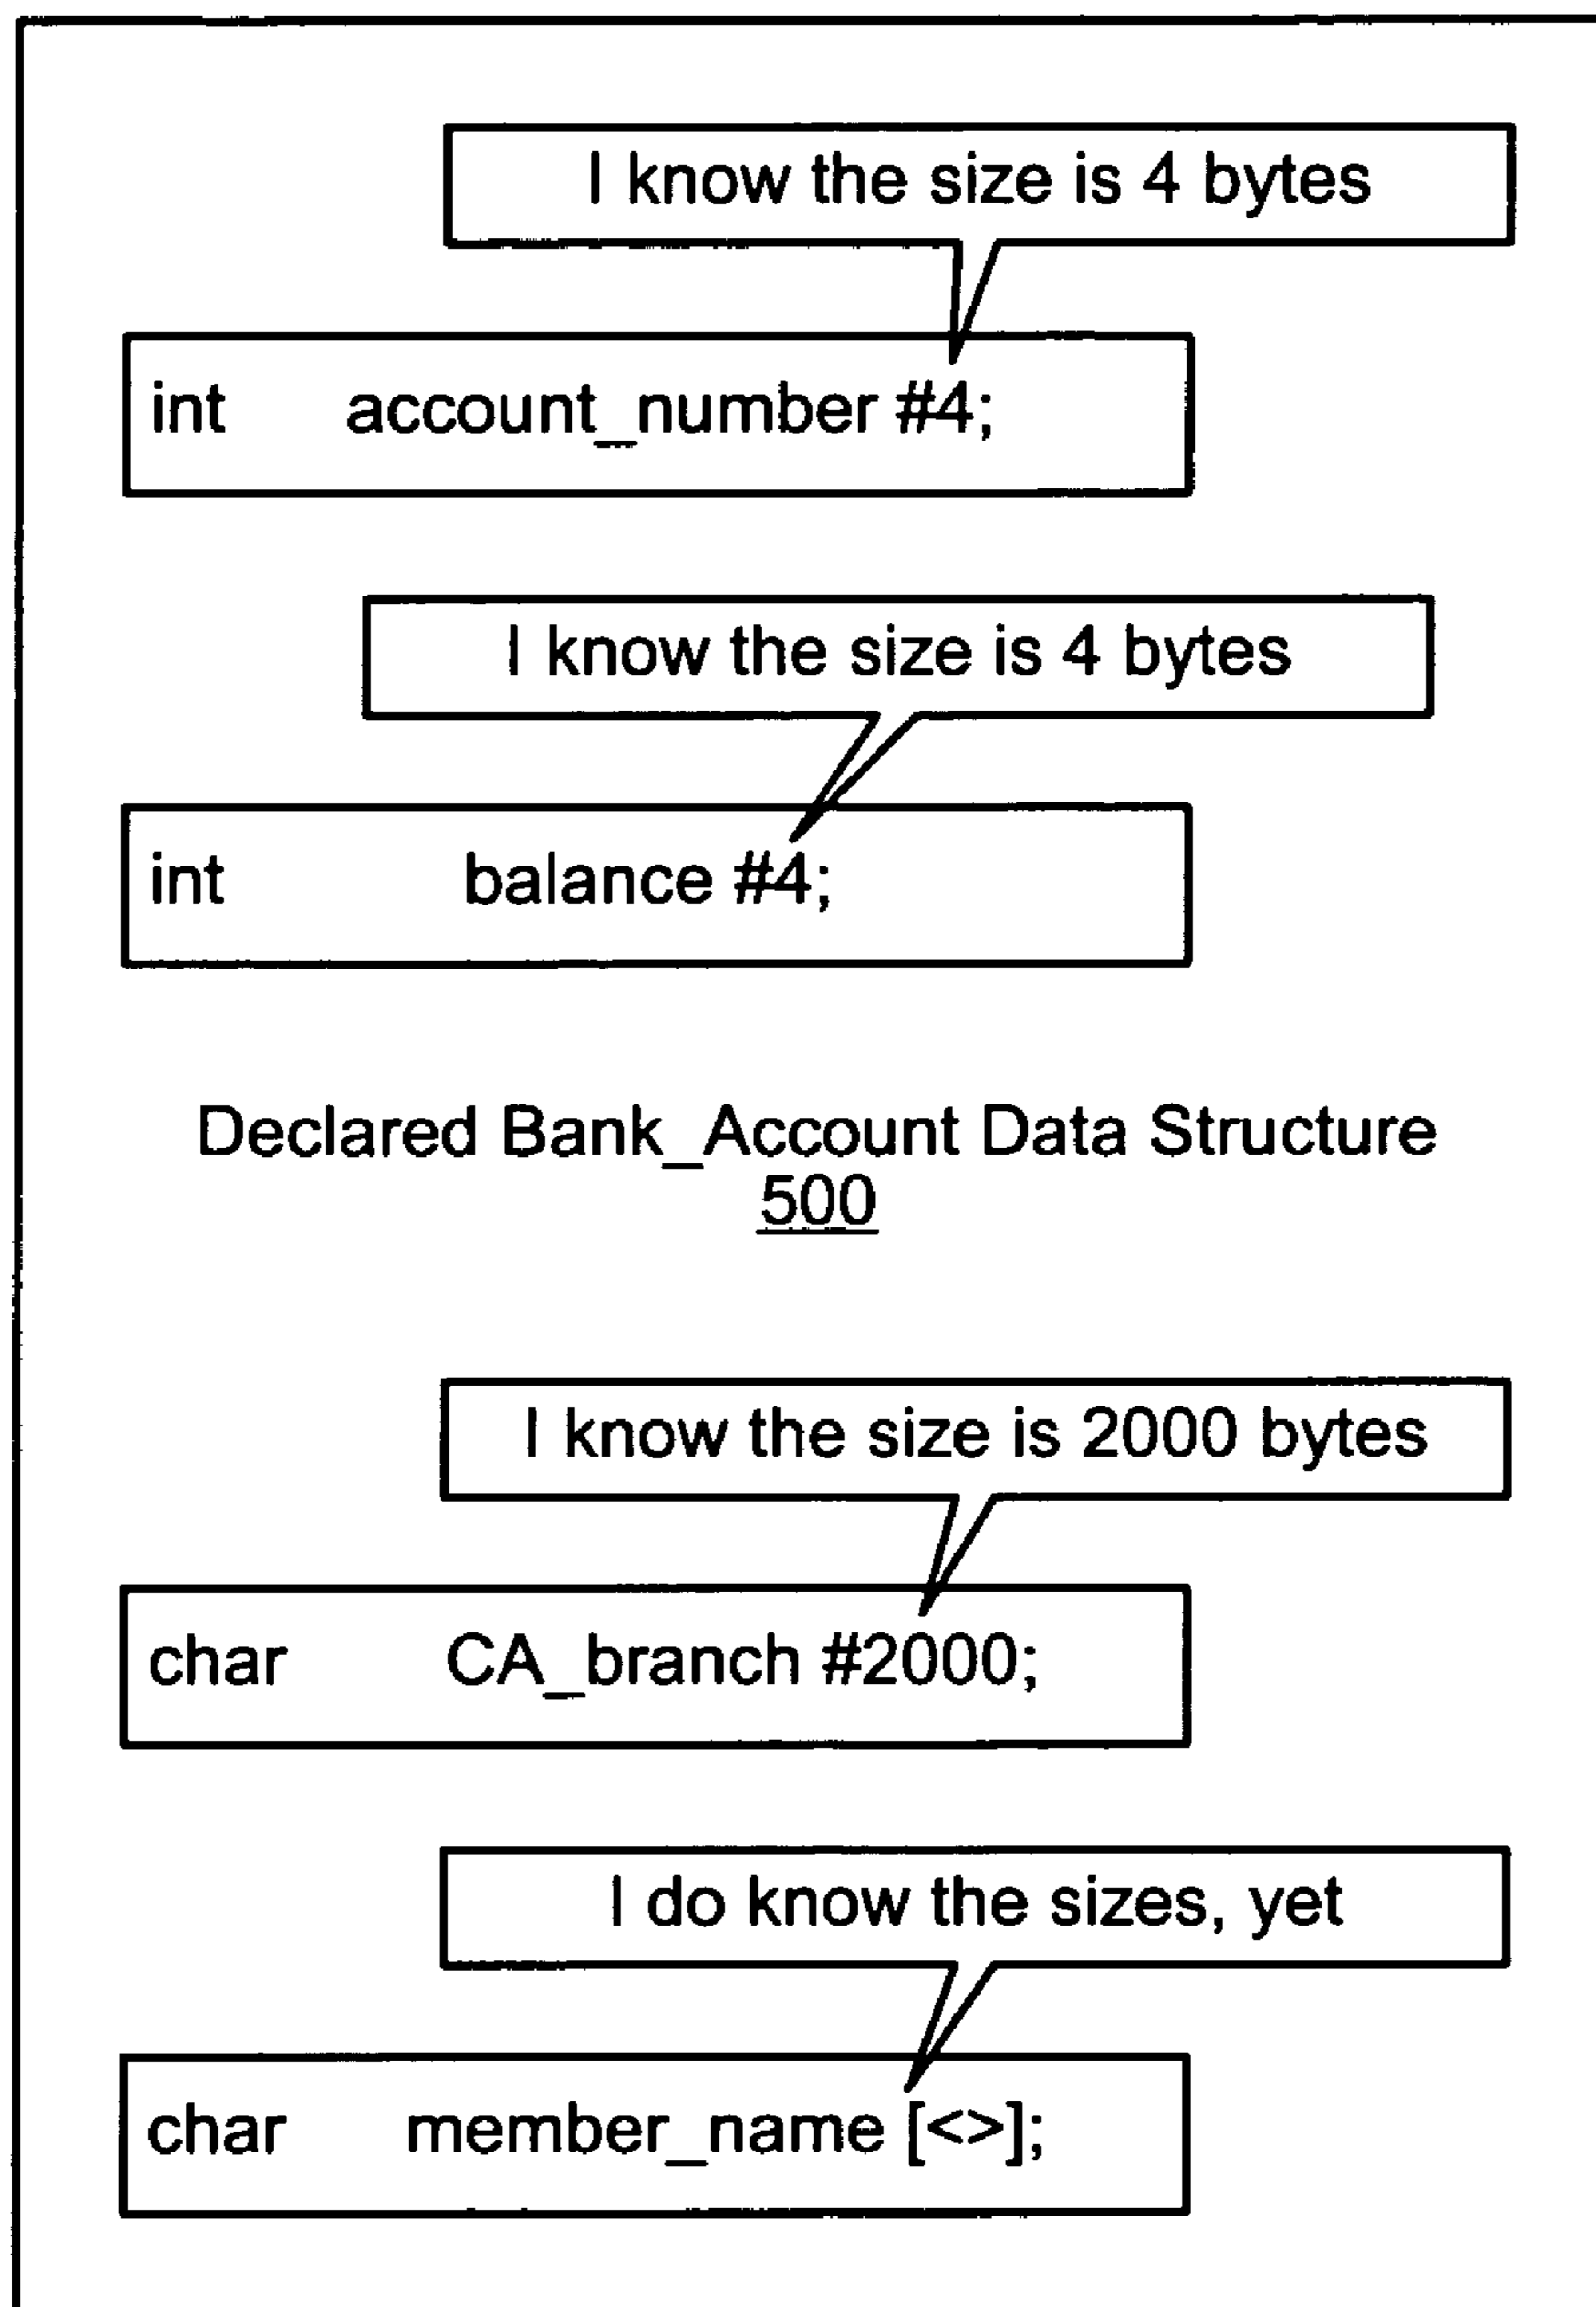 I know the size is 4 bytes
int account_number #4;
I know the size is 4 bytes
int balance #4;
Declared Bank_Account Data Structure
500
I know the size is 2000 bytes
char CA_branch #2000;
I do know the sizes, yet
char member_name [<>];